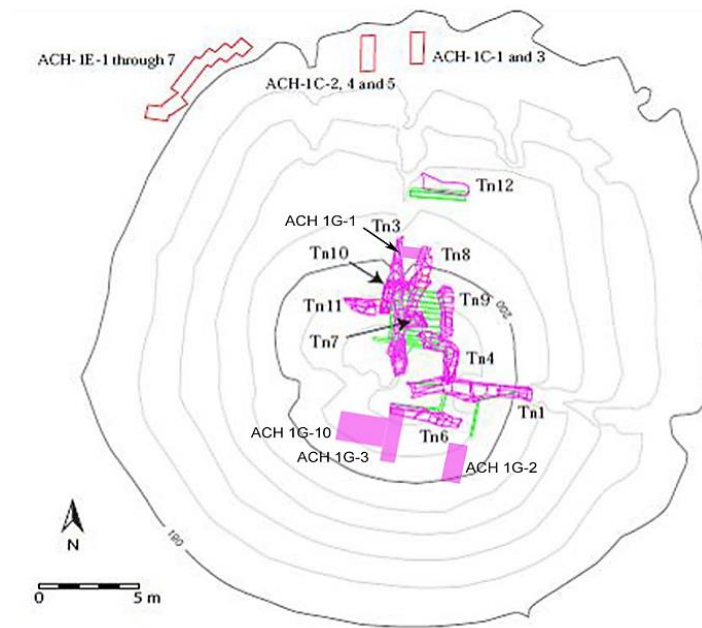 ACH-1E-1 through 7
ACH-1C-2, 4 and 5
ACH-1C-1 and 3
Tn12
ACH 1G-1
Tn3
Tn10
Tn8
Tn11
Tn9
200
Tn7
Tn4
Tn1
ACH 1G-10
Tn6
ACH 1G-3
ACH 1G-2
180
N
0
5 m